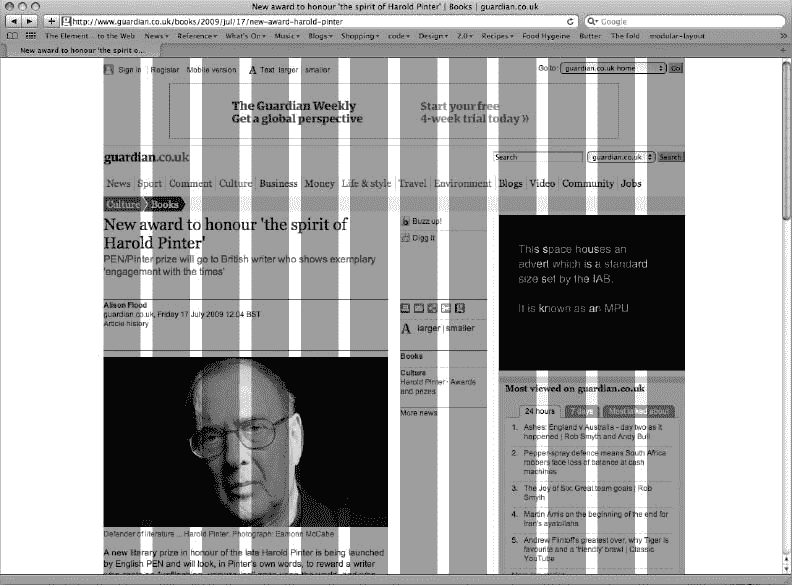 New award to honour 'the spirit of Harold Pinter' | Books | guardian.co.uk
http://www.guardian.co.uk/books/2009/jul/17/new-award-harold-pinter
Google
The Element... to the Web News Reference What's On Music Blogs Shopping code Design 2.0 Recipes Food Hygeine Butter The fold modular-layout
New award to honour 'the spirit o...
Sign in Register Mobile version A Text larger smaller
Go to: guardian.co.uk home Go
The Guardian Weekly
Get a global perspective
Start your free
4-week trial today »
guardian.co.uk
Search guardian.co.uk Search
News Sport Comment Culture Business Money Life & style Travel Environment Blogs Video Community Jobs
Culture Books
New award to honour 'the spirit of
Harold Pinter'
PEN/Pinter prize will go to British writer who shows exemplary
'engagement with the times'
Alison Flood
guardian.co.uk, Friday 17 July 2009 12.04 BST
Article history
Defender of literature ... Harold Pinter. Photograph: Eamonn McCabe
A new literary prize in honour of the late Harold Pinter is being launched
by English PEN and will look, in Pinter's own words, to reward a writer
Buzz up!
Digg it
A larger | smaller
Books
Culture
Harold Pinter · Awards
and prizes
More news
This space houses an
advert which is a standard
size set by the IAB.
It is known as an MPU
Most viewed on guardian.co.uk
24 hours 7 days Most talked about
1. Ashes: England v Australia - day two as it
happened | Rob Smyth and Andy Bull
2. Pepper-spray defence means South Africa
robbers face loss of balance at cash
machines
3. The Joy of Six: Great team goals | Rob
Smyth
4. Martin Amis on the beginning of the end for
Iran's ayatollahs
5. Andrew Flintoff's greatest over, why Tiger is
favourite and a 'friendly' brawl | Classic
YouTube